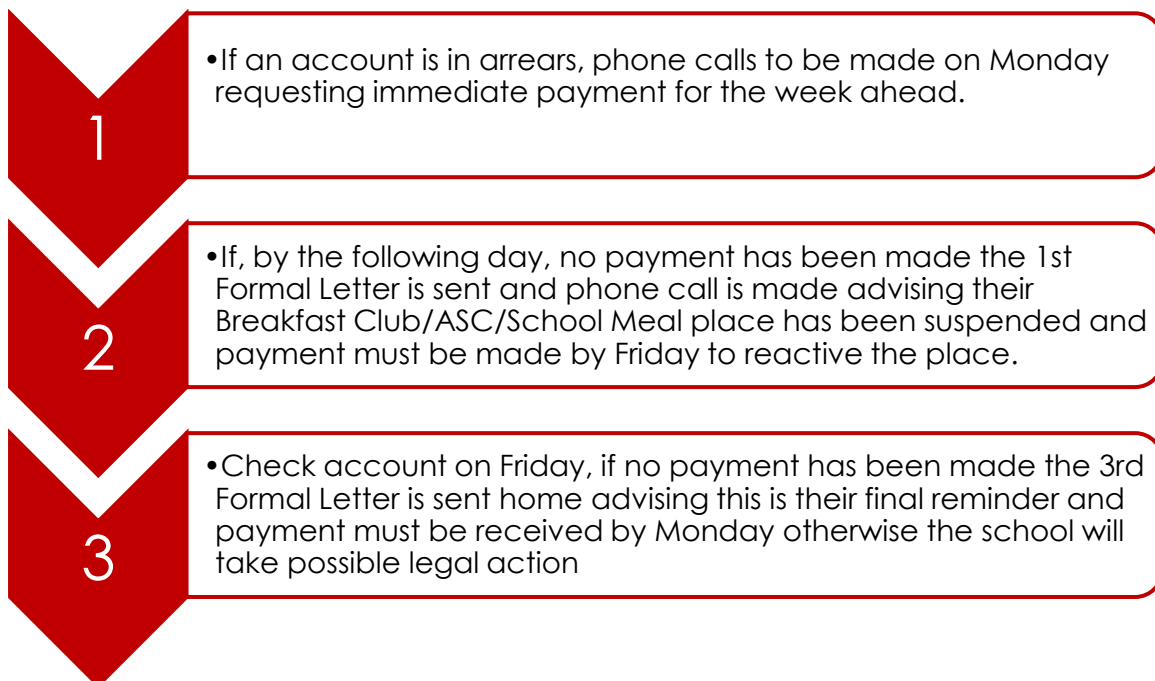 1
•If an account is in arrears, phone calls to be made on Monday
requesting immediate payment for the week ahead.
2
•If, by the following day, no payment has been made the 1st
Formal Letter is sent and phone call is made advising their
Breakfast Club/ASC/School Meal place has been suspended and
payment must be made by Friday to reactive the place.
3
•Check account on Friday, if no payment has been made the 3rd
Formal Letter is sent home advising this is their final reminder and
payment must be received by Monday otherwise the school will
take possible legal action